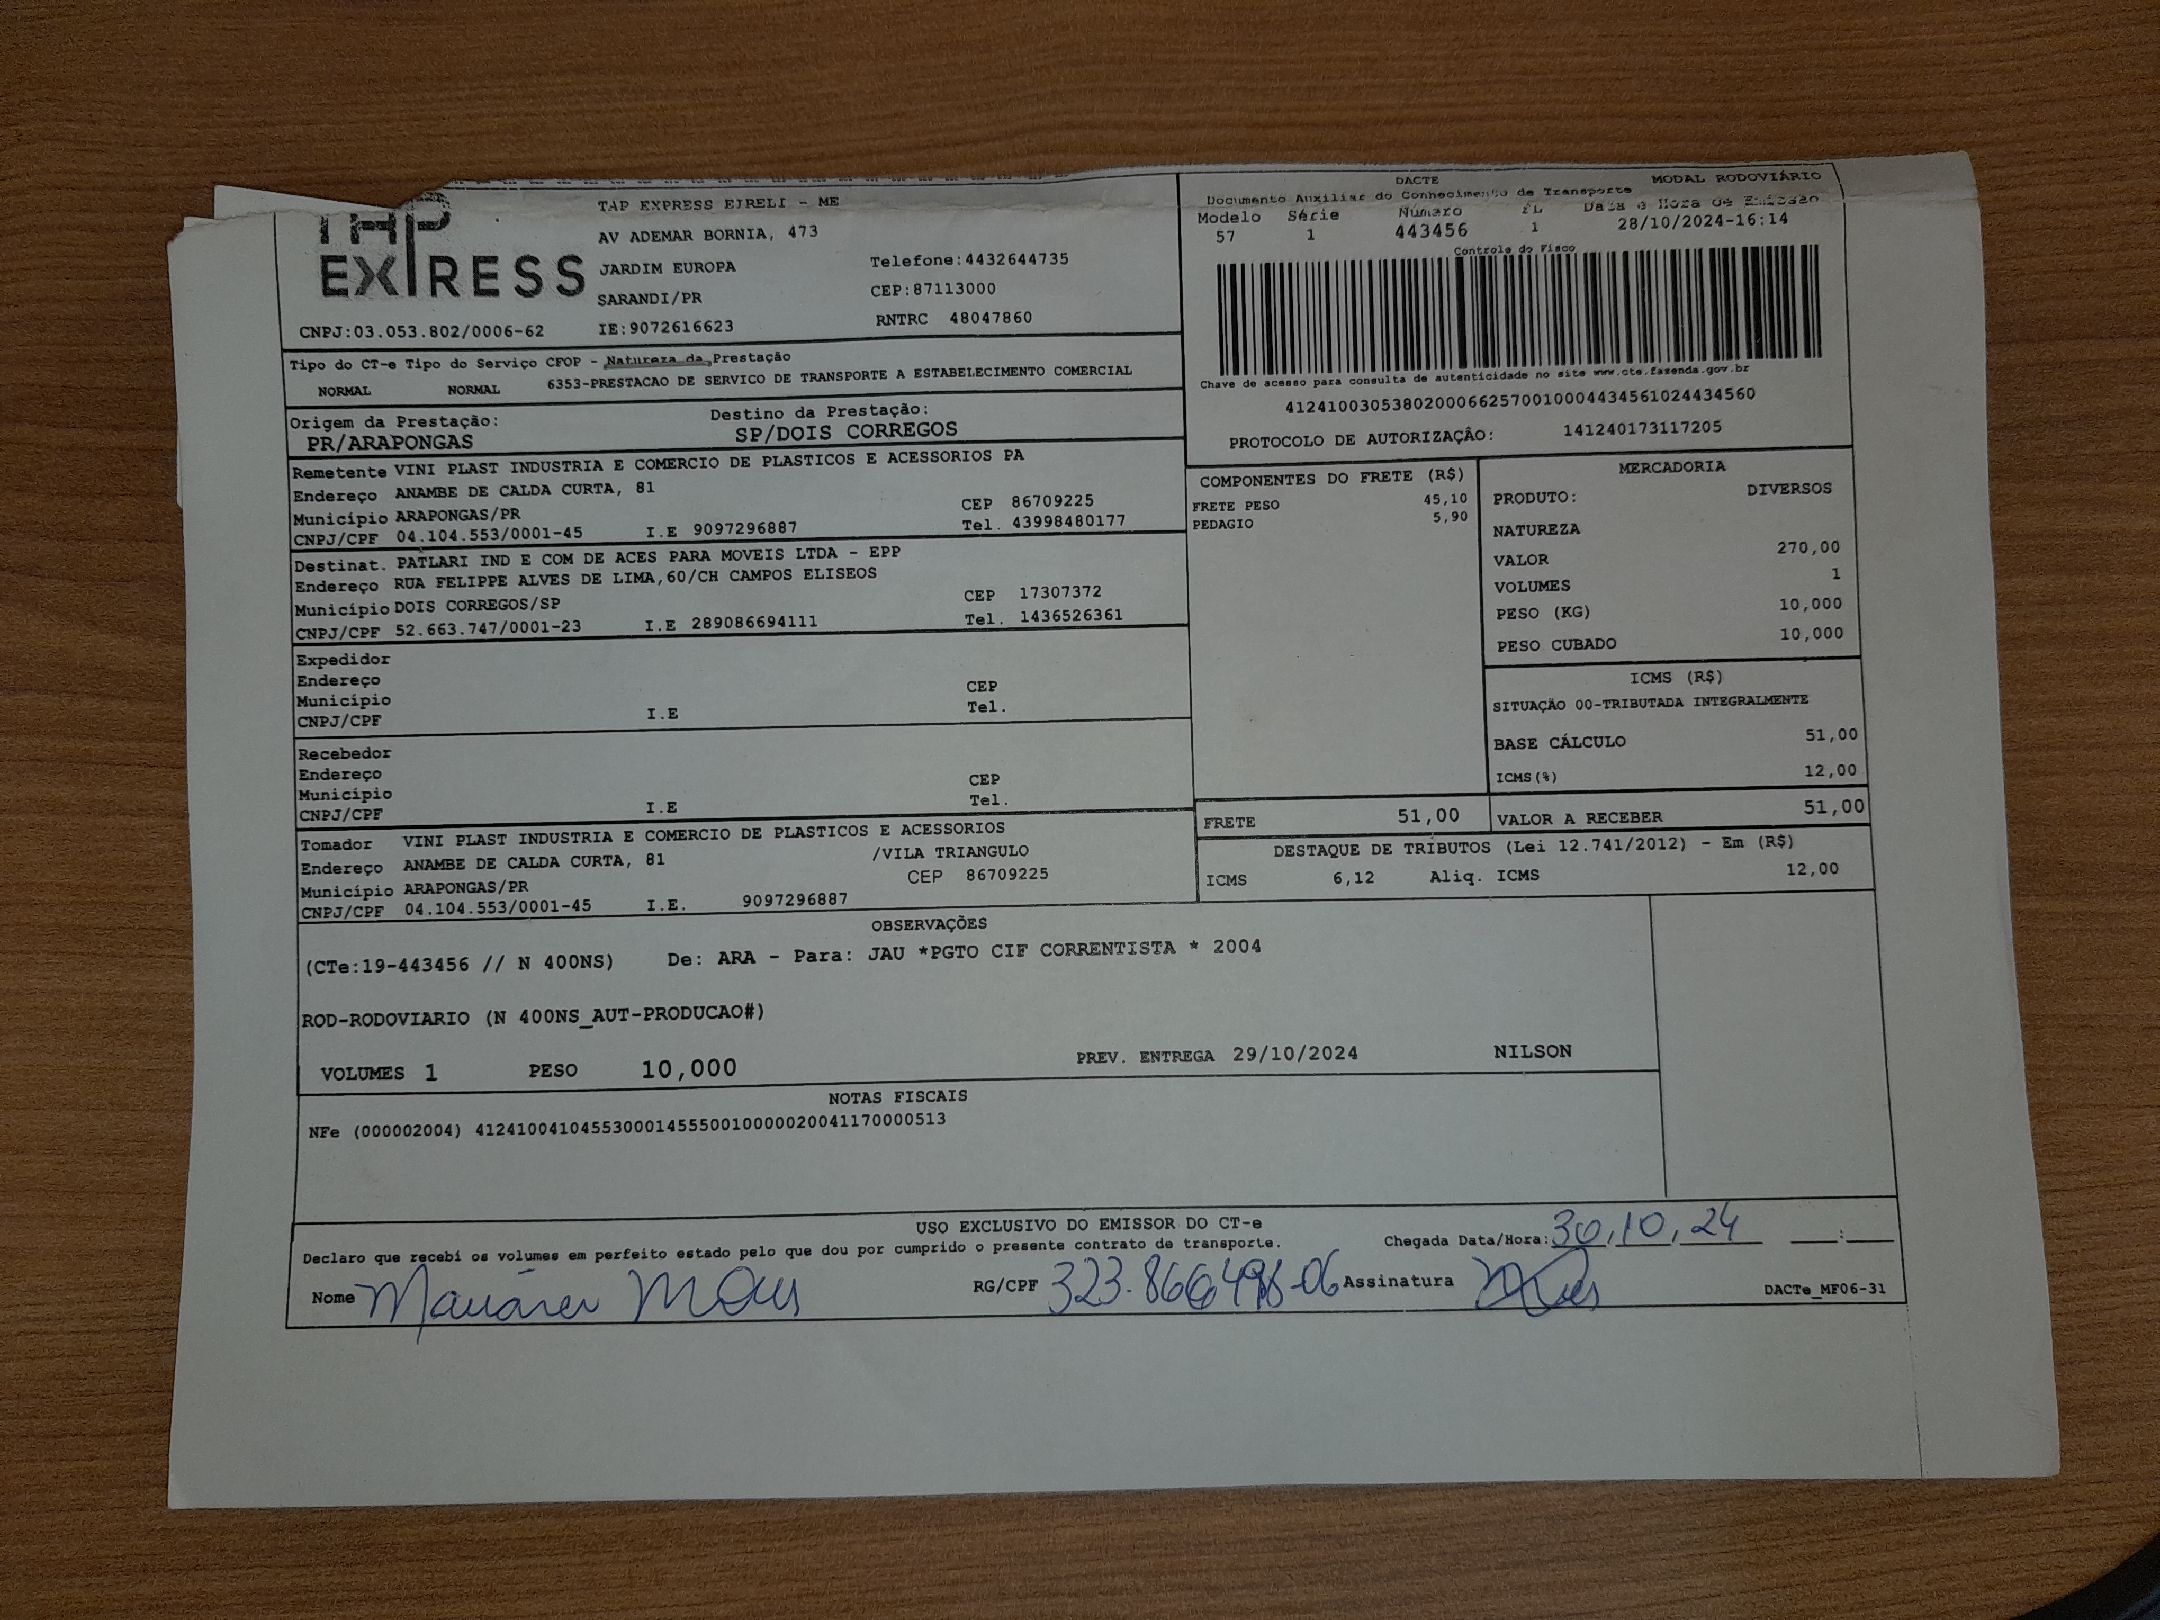 TAP
EXPRESS
TAP EXPRESS EIRELI - ME
AV ADEMAR BORNIA, 473
JARDIM EUROPA Telefone:4432644735
SARANDI/PR CEP:87113000
CNPJ:03.053.802/0006-62 IE:9072616623 RNTRC 48047860
DACTE MODAL RODOVIÁRIO
Documento Auxiliar do Conhecimento de Transporte
Modelo Série Número FL Data e Hora de Emissão
57 1 443456 1 28/10/2024-16:14
Controle do Fisco
Chave de acesso para consulta de autenticidade no site www.cte.fazenda.gov.br
41241003053802000662570010004434561024434560
PROTOCOLO DE AUTORIZAÇÂO: 141240173117205
Tipo do CT-e Tipo do Serviço CFOP - Natureza da Prestação
NORMAL NORMAL 6353-PRESTACAO DE SERVICO DE TRANSPORTE A ESTABELECIMENTO COMERCIAL
Origem da Prestação: Destino da Prestação:
PR/ARAPONGAS SP/DOIS CORREGOS
Remetente VINI PLAST INDUSTRIA E COMERCIO DE PLASTICOS E ACESSORIOS PA
Endereço ANAMBE DE CALDA CURTA, 81
Município ARAPONGAS/PR CEP 86709225
CNPJ/CPF 04.104.553/0001-45 I.E 9097296887 Tel. 43998480177
Destinat. PATLARI IND E COM DE ACES PARA MOVEIS LTDA - EPP
Endereço RUA FELIPPE ALVES DE LIMA,60/CH CAMPOS ELISEOS
Município DOIS CORREGOS/SP CEP 17307372
CNPJ/CPF 52.663.747/0001-23 I.E 289086694111 Tel. 1436526361
Expedidor
Endereço
Município CEP
CNPJ/CPF I.E Tel.
Recebedor
Endereço
Município CEP
CNPJ/CPF I.E Tel.
Tomador VINI PLAST INDUSTRIA E COMERCIO DE PLASTICOS E ACESSORIOS
Endereço ANAMBE DE CALDA CURTA, 81 /VILA TRIANGULO
Município ARAPONGAS/PR CEP 86709225
CNPJ/CPF 04.104.553/0001-45 I.E. 9097296887
COMPONENTES DO FRETE (R$)
FRETE PESO 45,10
PEDAGIO 5,90
MERCADORIA
PRODUTO: DIVERSOS
NATUREZA
VALOR 270,00
VOLUMES 1
PESO (KG) 10,000
PESO CUBADO 10,000
ICMS (R$)
SITUAÇÃO 00-TRIBUTADA INTEGRALMENTE
BASE CÁLCULO 51,00
ICMS(%) 12,00
FRETE 51,00 VALOR A RECEBER 51,00
DESTAQUE DE TRIBUTOS (Lei 12.741/2012) - Em (R$)
ICMS 6,12 Aliq. ICMS 12,00
OBSERVAÇÕES
(CTe:19-443456 // N 400NS) De: ARA - Para: JAU *PGTO CIF CORRENTISTA * 2004
ROD-RODOVIARIO (N 400NS_AUT-PRODUCAO#)
VOLUMES 1 PESO 10,000 PREV. ENTREGA 29/10/2024 NILSON
NOTAS FISCAIS
NFe (000002004) 41241004104553000145550010000020041170000513
USO EXCLUSIVO DO EMISSOR DO CT-e
Declaro que recebi os volumes em perfeito estado pelo que dou por cumprido o presente contrato de transporte. Chegada Data/Hora: 30,10,24
Nome RG/CPF Assinatura DACTe_MF06-31